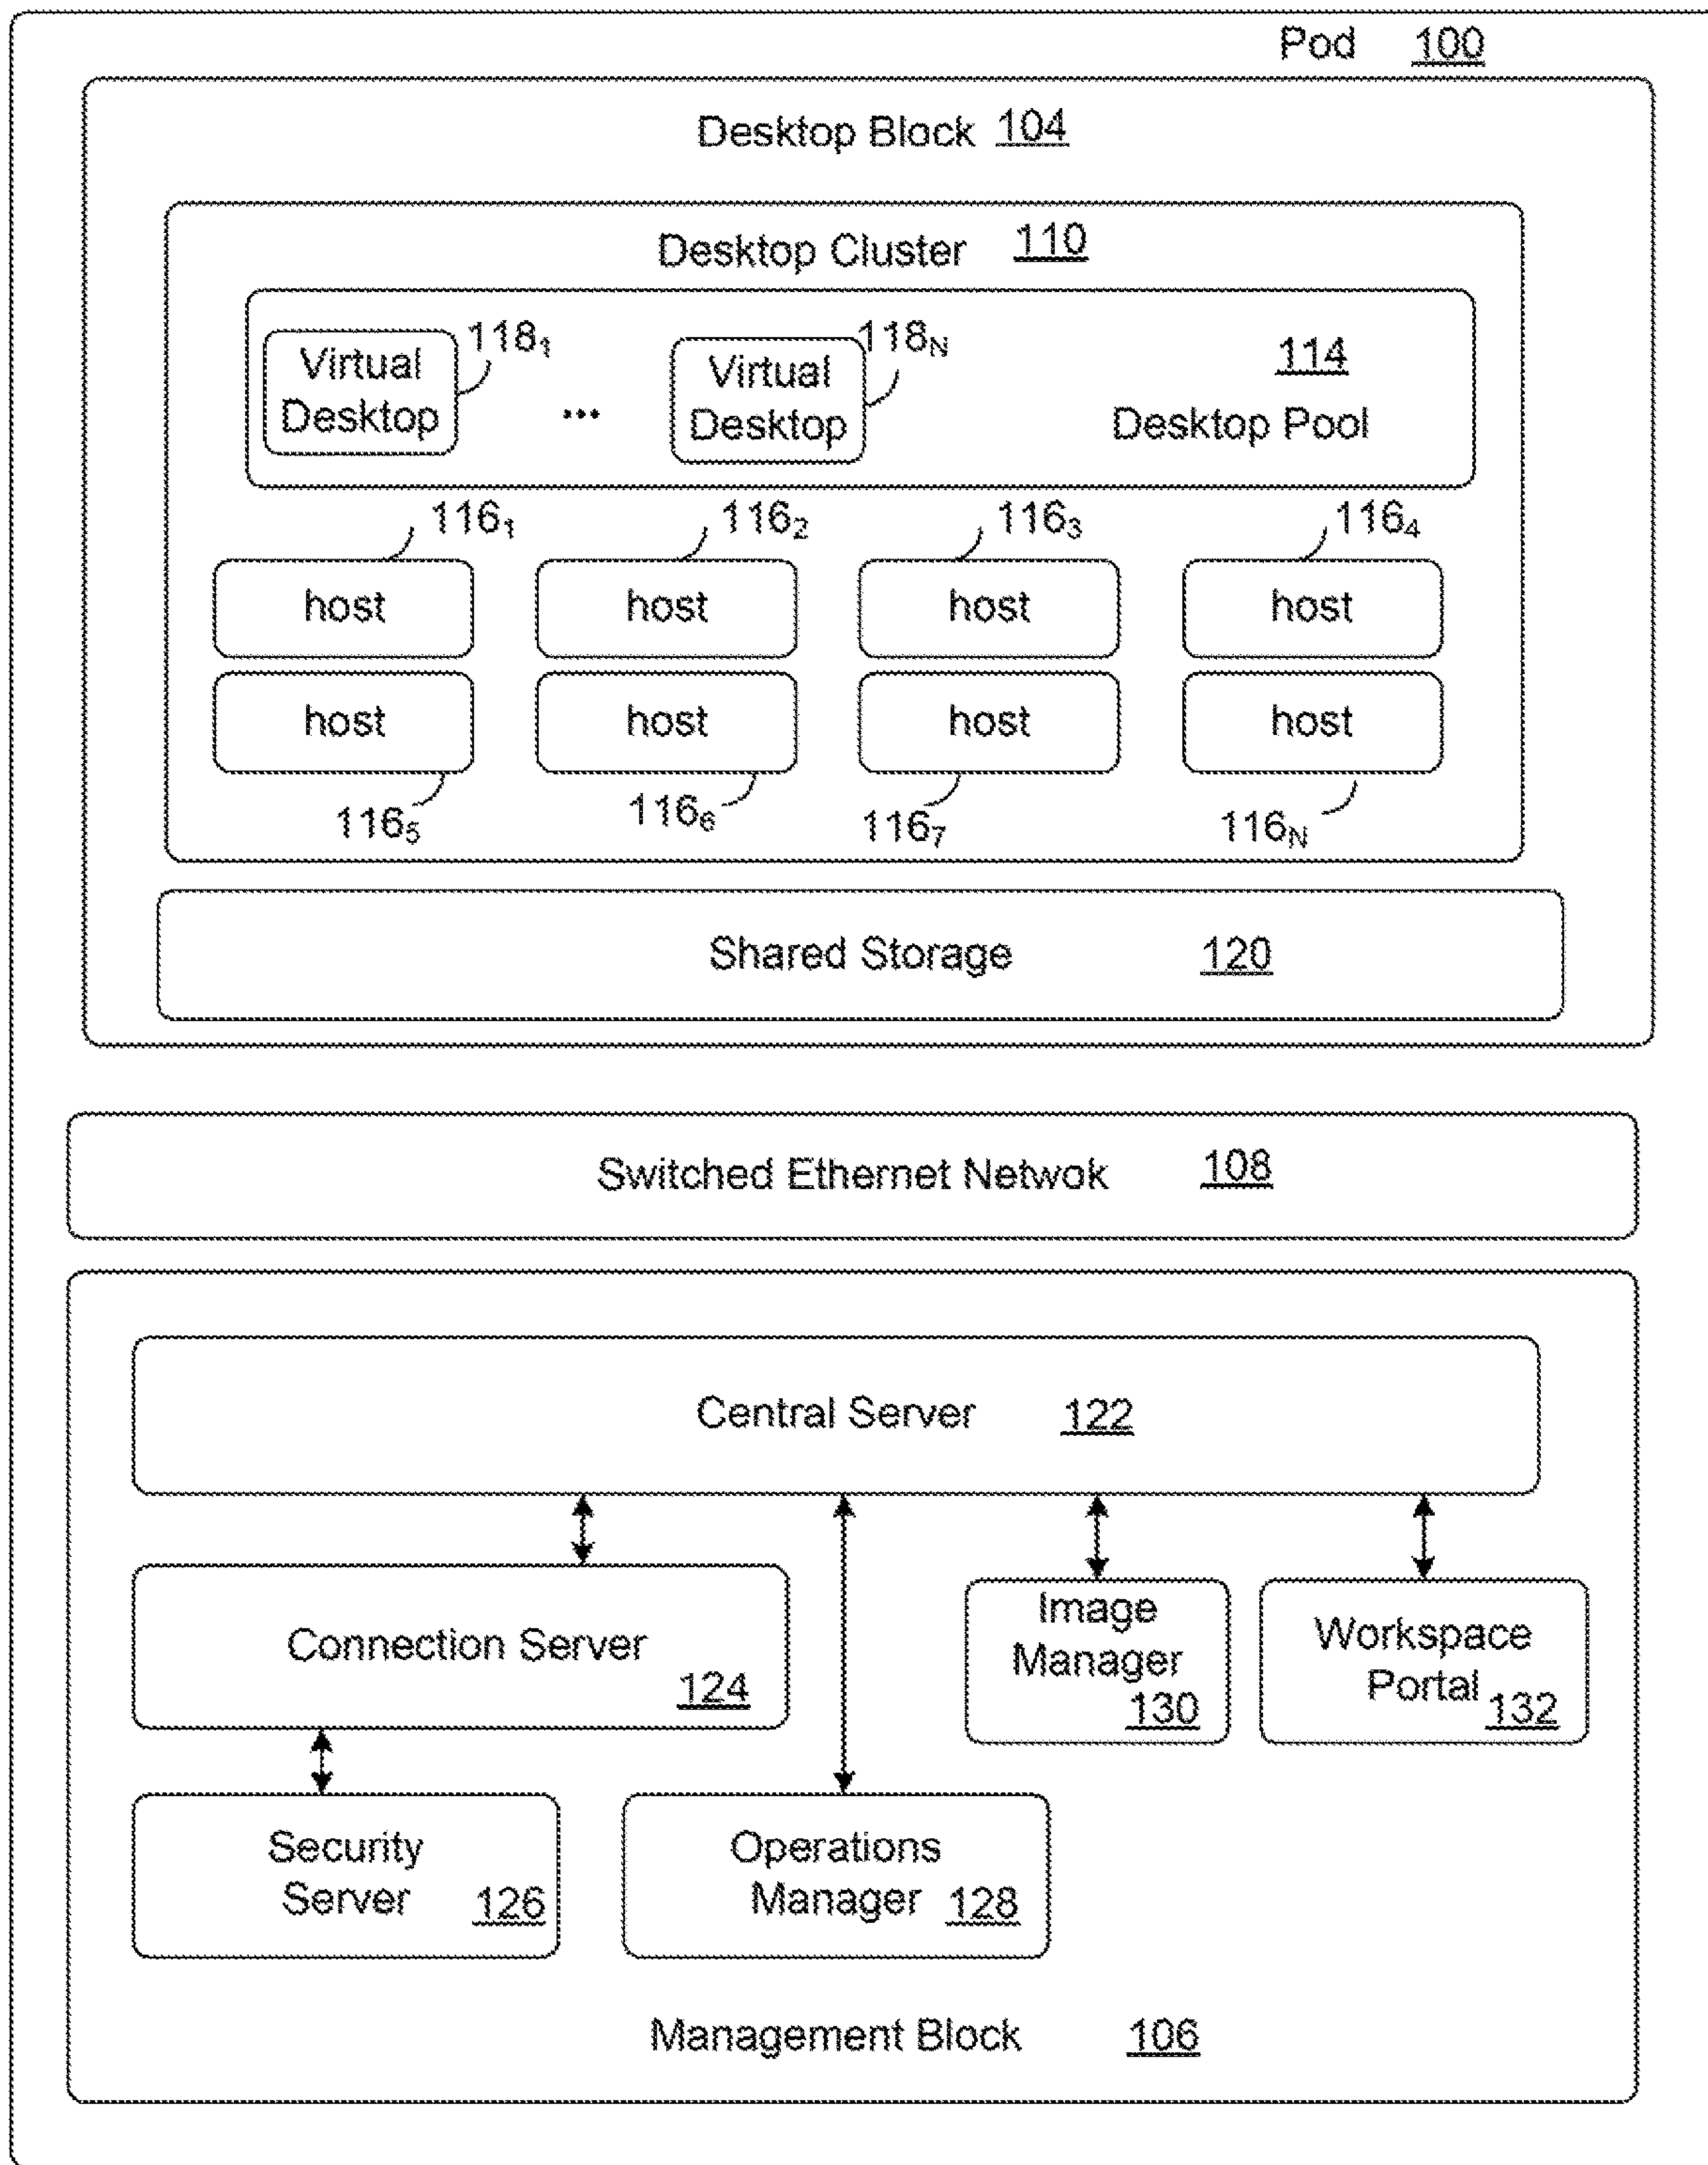 Pod 100
Desktop Block 104
Desktop Cluster 110
118₁ 118N
Virtual Desktop
...
Virtual Desktop
114
Desktop Pool
116₁ 116₂ 116₃ 116₄
host host host host
host host host host
116₅ 116₆ 116₇ 116N
Shared Storage 120
Switched Ethernet Netwok 108
Central Server 122
Connection Server
124
Image
Manager
130
Workspace
Portal 132
Security
Server 126
Operations
Manager 128
Management Block 106